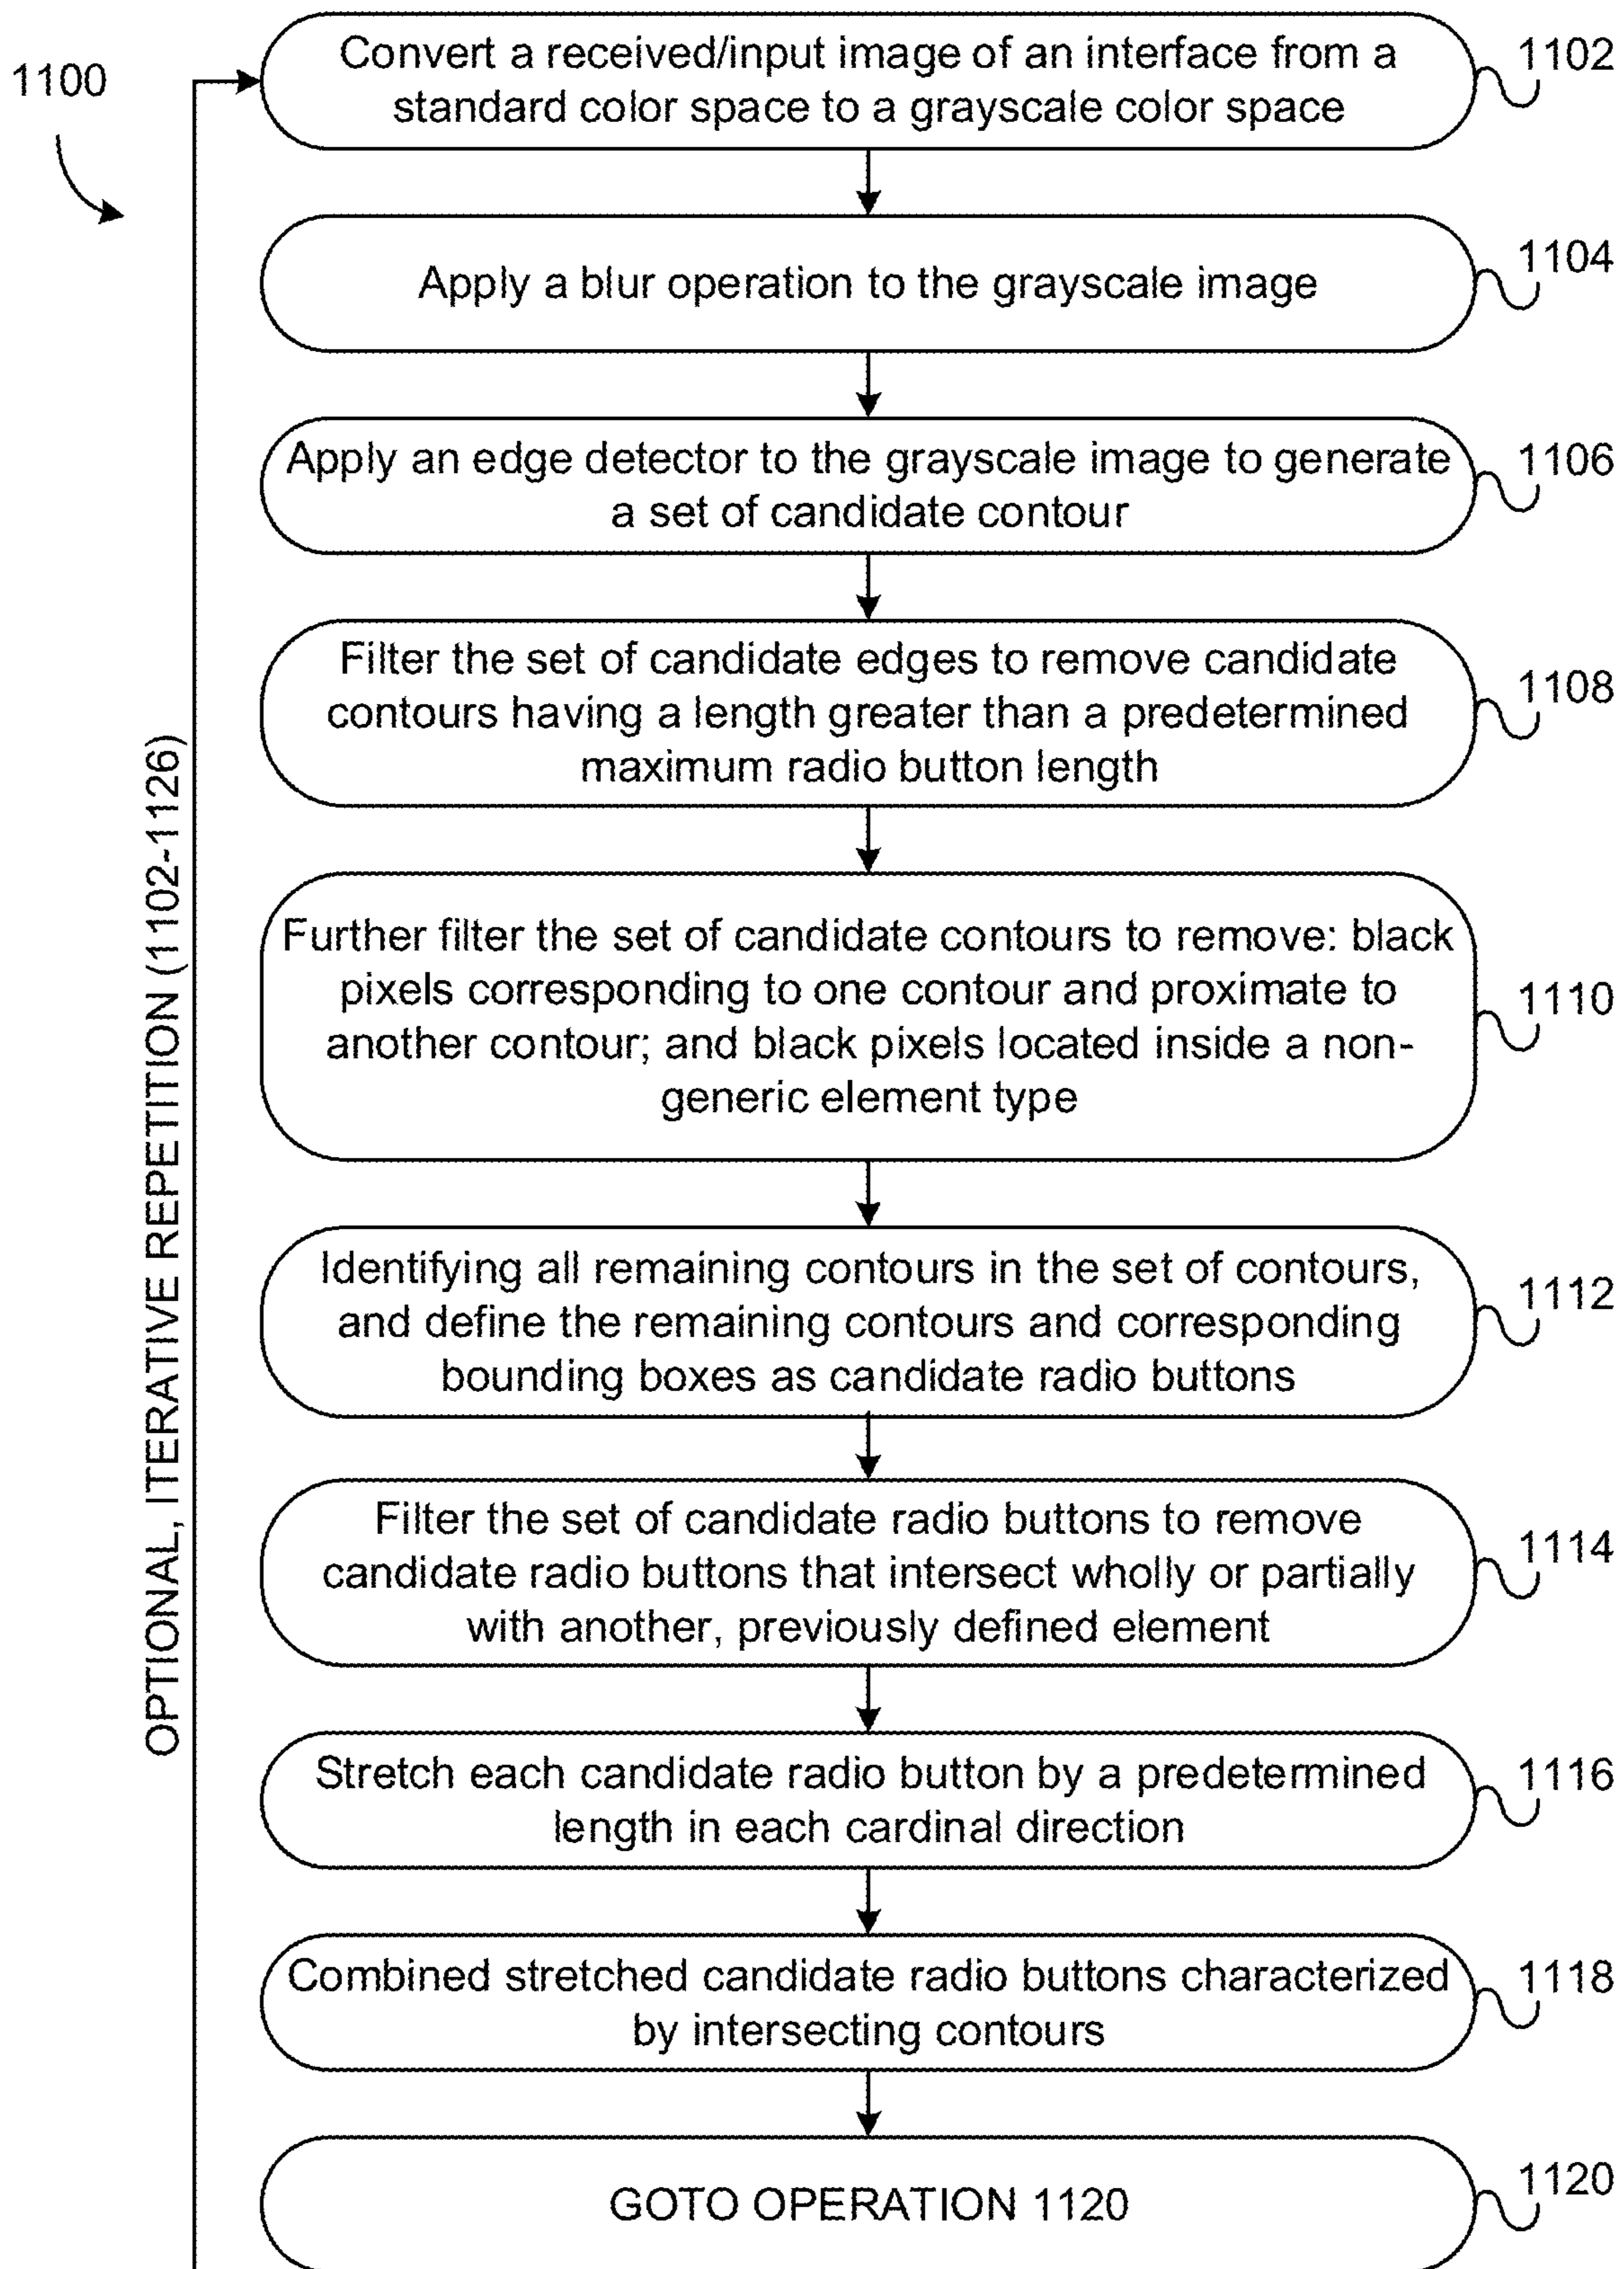 1100
Convert a received/input image of an interface from a
standard color space to a grayscale color space
1102
Apply a blur operation to the grayscale image
1104
Apply an edge detector to the grayscale image to generate
a set of candidate contour
1106
Filter the set of candidate edges to remove candidate
contours having a length greater than a predetermined
maximum radio button length
1108
Further filter the set of candidate contours to remove: black
pixels corresponding to one contour and proximate to
another contour; and black pixels located inside a non-
generic element type
1110
Identifying all remaining contours in the set of contours,
and define the remaining contours and corresponding
bounding boxes as candidate radio buttons
1112
Filter the set of candidate radio buttons to remove
candidate radio buttons that intersect wholly or partially
with another, previously defined element
1114
Stretch each candidate radio button by a predetermined
length in each cardinal direction
1116
Combined stretched candidate radio buttons characterized
by intersecting contours
1118
GOTO OPERATION 1120
1120
OPTIONAL, ITERATIVE REPETITION (1102-1126)